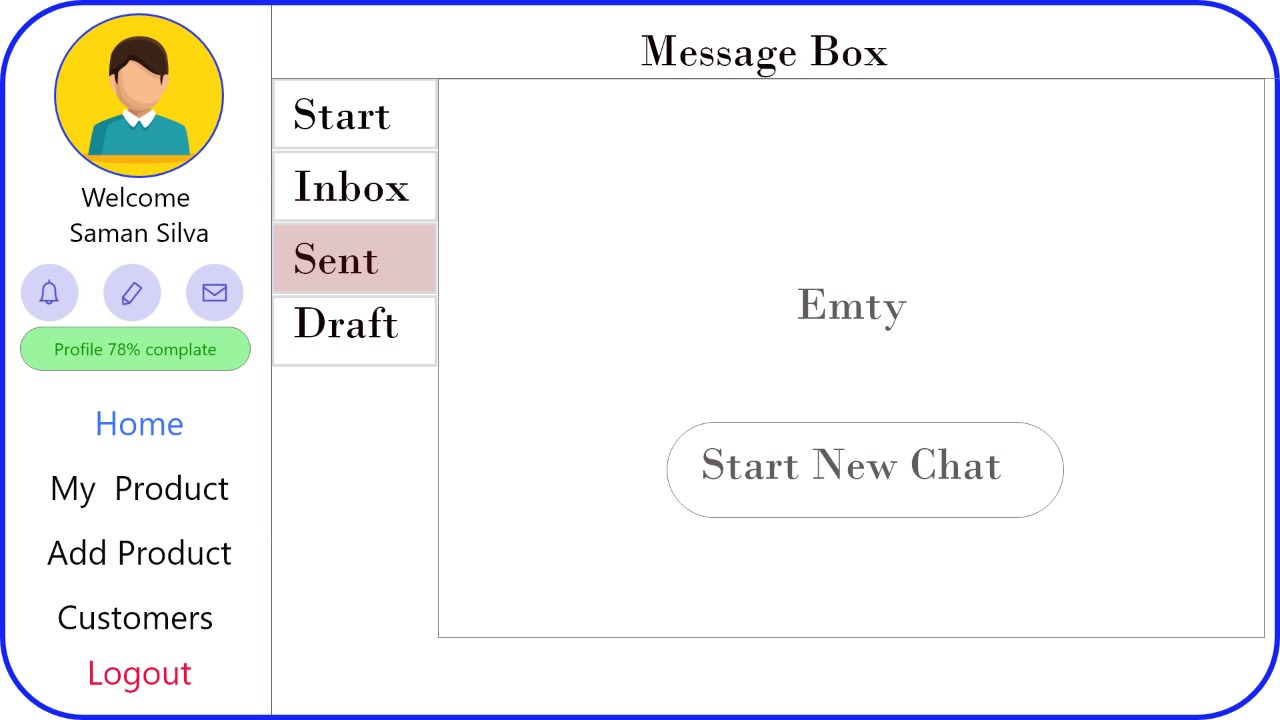 Welcome
Saman Silva
Profile 78% complate
Home
My Product
Add Product
Customers
Logout
Message Box
Start
Inbox
Sent
Draft
Emty
Start New Chat